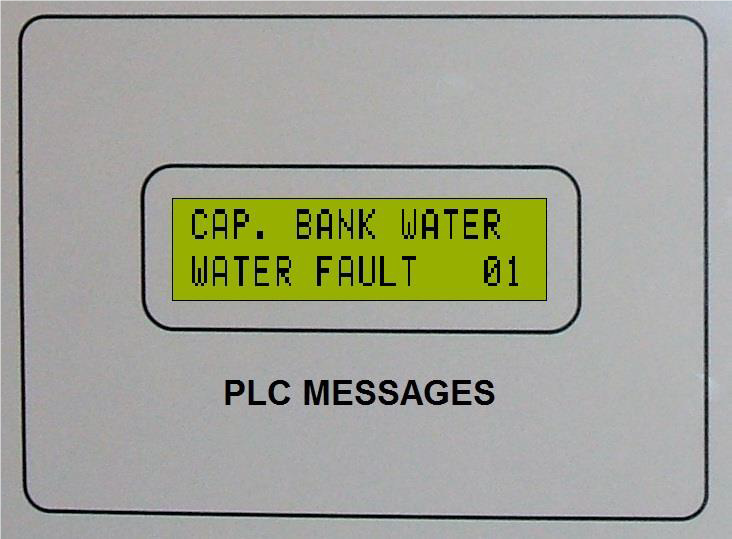 CAP. BANK WATER
WATER FAULT 01
PLC MESSAGES